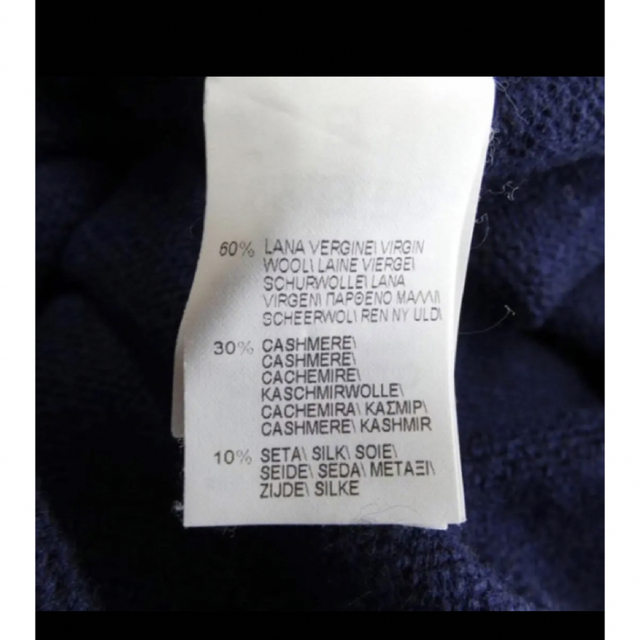 60% LANA VERGINE\ VIRGIN
WOOL\ LAINE VIERGE\
SCHURWOLLE\ LANA
VIRGEN\ ΠΑΡΘΕΝΟ ΜΑΛΛΙ\
SCHEERWOL\ REN NY ULD\
30% CASHMERE\
CASHMERE\
CACHEMIRE\
KASCHMIRWOLLE\
CACHEMIRA\ ΚΑΣΜΙΡ\
CASHMERE\ KASHMIR
10% SETA\ SILK\ SOIE\
SEIDE\ SEDA\ ΜΕΤΑΞΙ\
ZIJDE\ SILKE